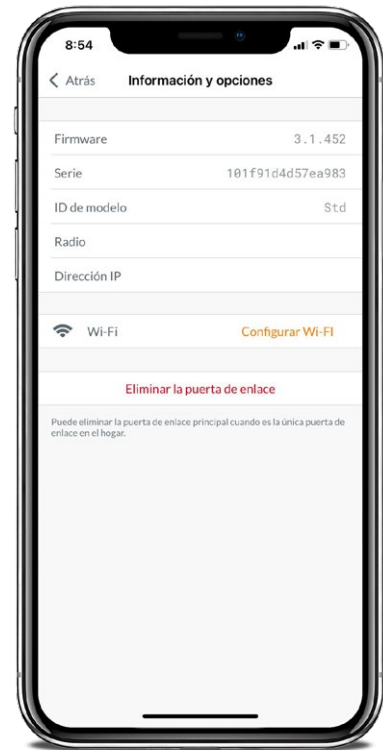 8:54
Atrás Información y opciones
Firmware 3.1.452
Serie 101f91d4d57ea983
ID de modelo Std
Radio
Dirección IP
Wi-Fi Configurar Wi-FI
Eliminar la puerta de enlace
Puede eliminar la puerta de enlace principal cuando es la única puerta de
enlace en el hogar.